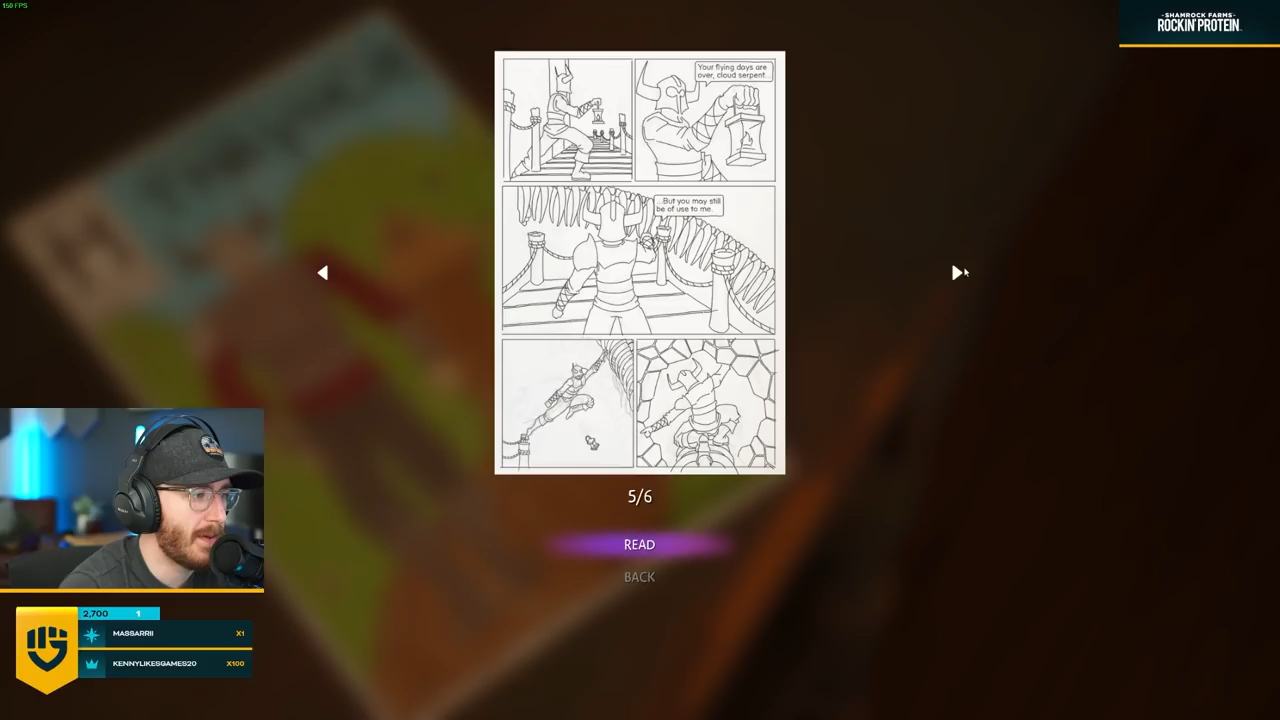 150 FPS
-SHAMROCK FARMS-
ROCKIN' PROTEIN
Your flying days are
over, cloud serpent...
...But you may still
be of use to me.
5/6
READ
BACK
2,700 1
MASSARRII X1
KENNYLIKESGAMES20 X100